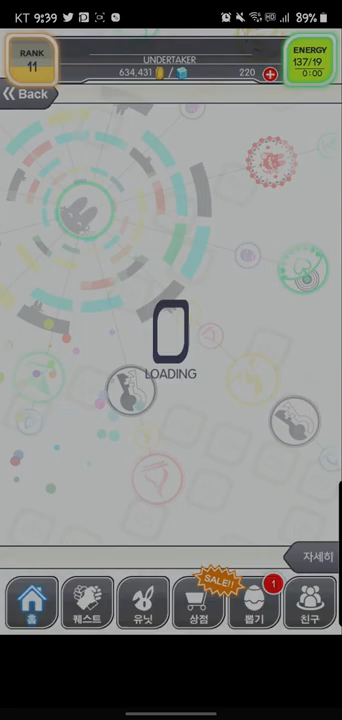 KT 9:39 89%
RANK
11
UNDERTAKER
634,431 / 220
ENERGY
137/19
0:00
Back
LOADING
자세히
SALE!!
1
홈 퀘스트 유닛 상점 뽑기 친구